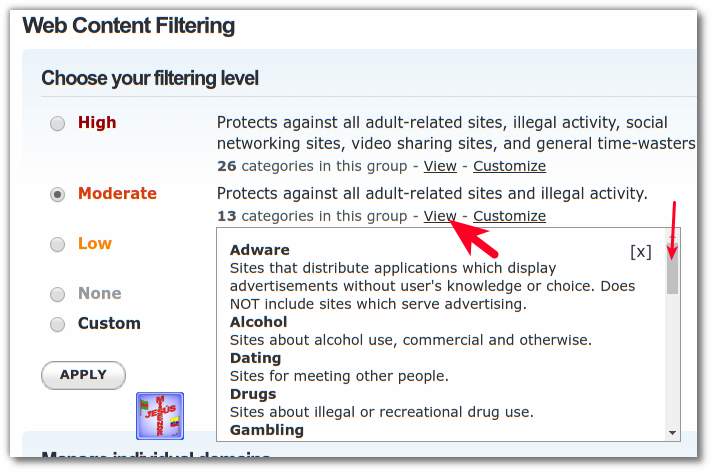 Web Content Filtering
Choose your filtering level
High
Protects against all adult-related sites, illegal activity, social
networking sites, video sharing sites, and general time-wasters
26 categories in this group - View - Customize
Moderate
Protects against all adult-related sites and illegal activity.
13 categories in this group - View - Customize
Low
None
Custom
APPLY
[x]
Adware
Sites that distribute applications which display
advertisements without user's knowledge or choice. Does
NOT include sites which serve advertising.
Alcohol
Sites about alcohol use, commercial and otherwise.
Dating
Sites for meeting other people.
Drugs
Sites about illegal or recreational drug use.
Gambling
JESÚS
Manage individual domains